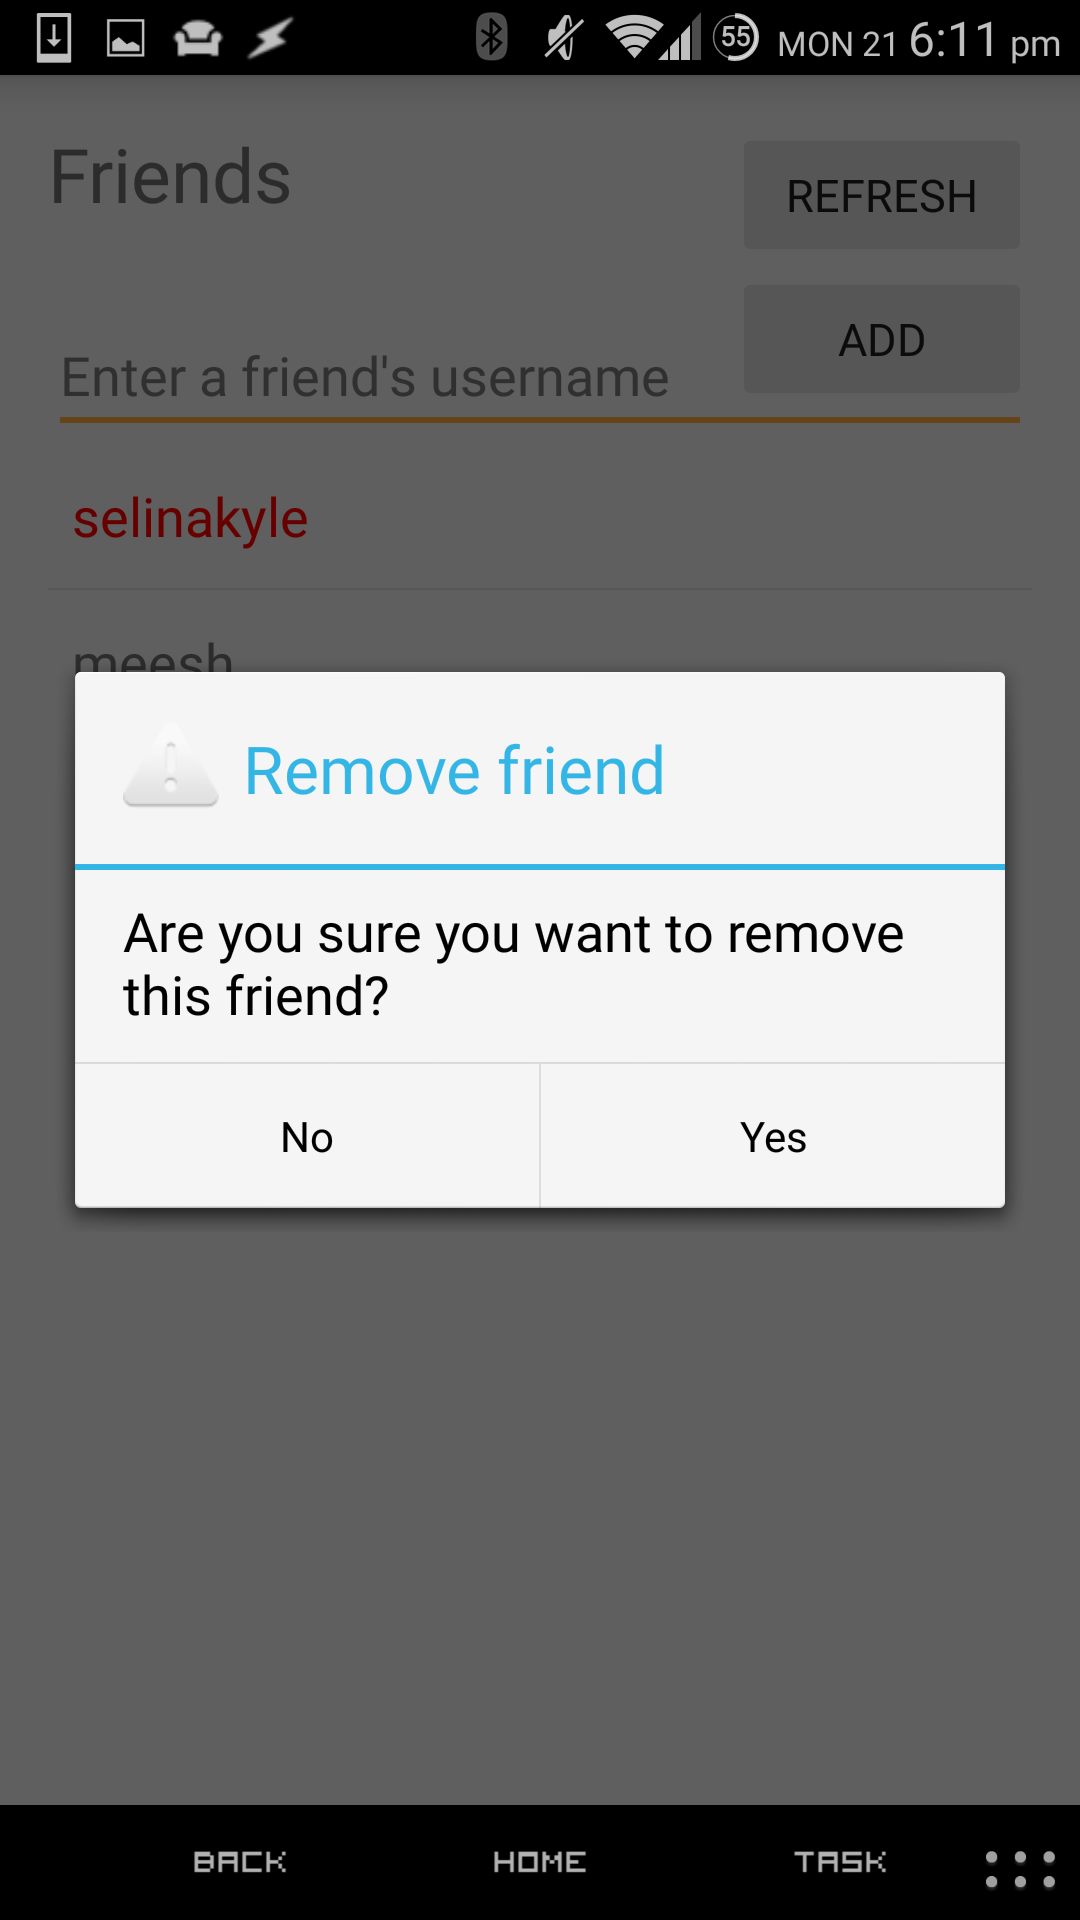 55 MON 21 6:11 pm
Friends
REFRESH
ADD
Enter a friend's username
selinakyle
meesh
Remove friend
Are you sure you want to remove
this friend?
No Yes
BACK HOME TASK